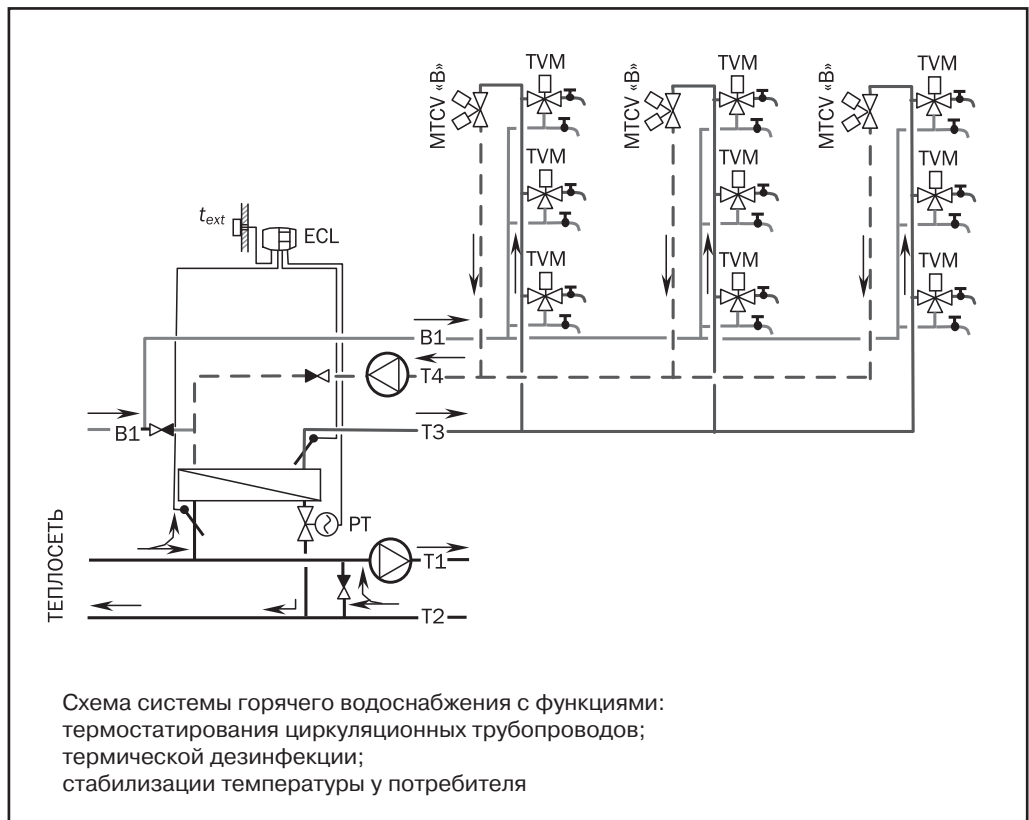 TVM
TVM
TVM
MTCV «B»
MTCV «B»
MTCV «B»
TVM
TVM
TVM
t ext
ECL
TVM
TVM
TVM
B1
T4
B1
T3
PT
ТЕПЛОСЕТЬ
T1
T2
Схема системы горячего водоснабжения с функциями:
термостатирования циркуляционных трубопроводов;
термической дезинфекции;
стабилизации температуры у потребителя